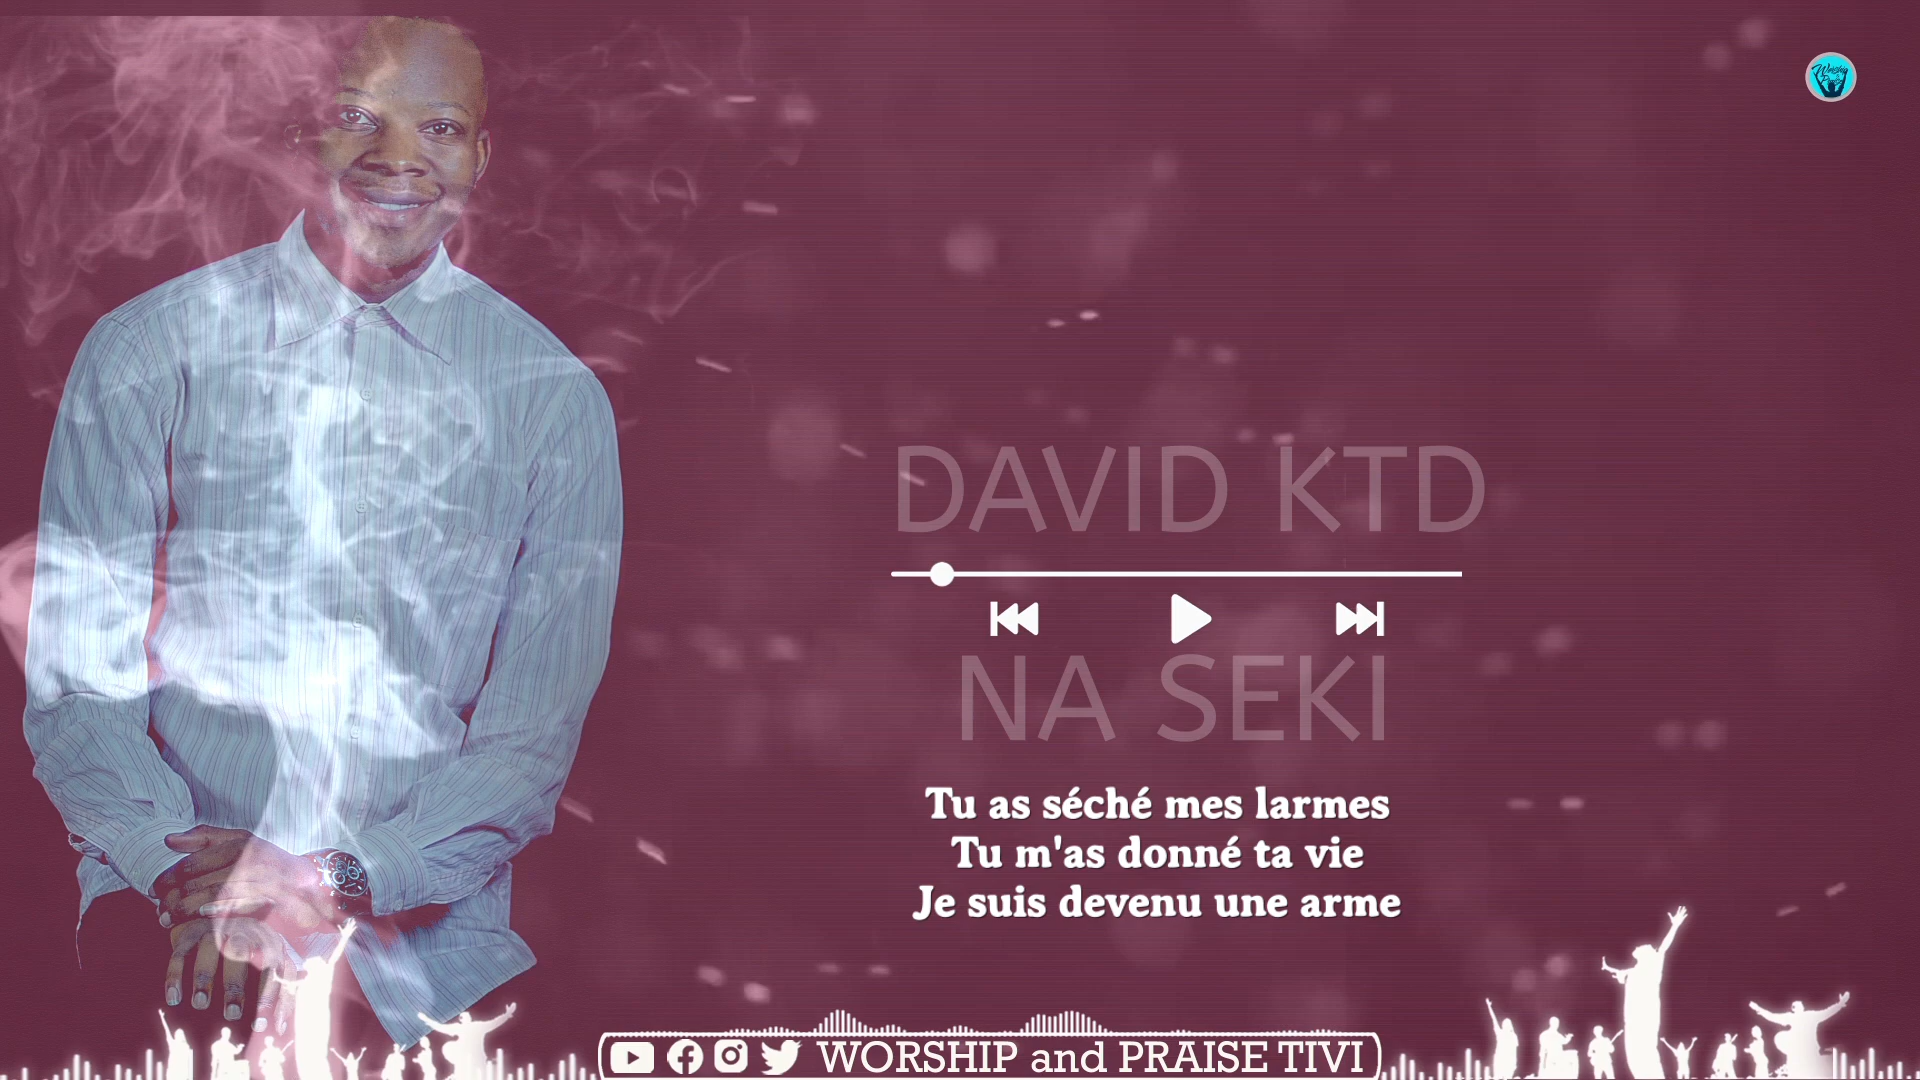 Worship
DAVID KTD
NA SEKI
Tu as séché mes larmes
Tu m'as donné ta vie
Je suis devenu une arme
WORSHIP and PRAISE TIVI